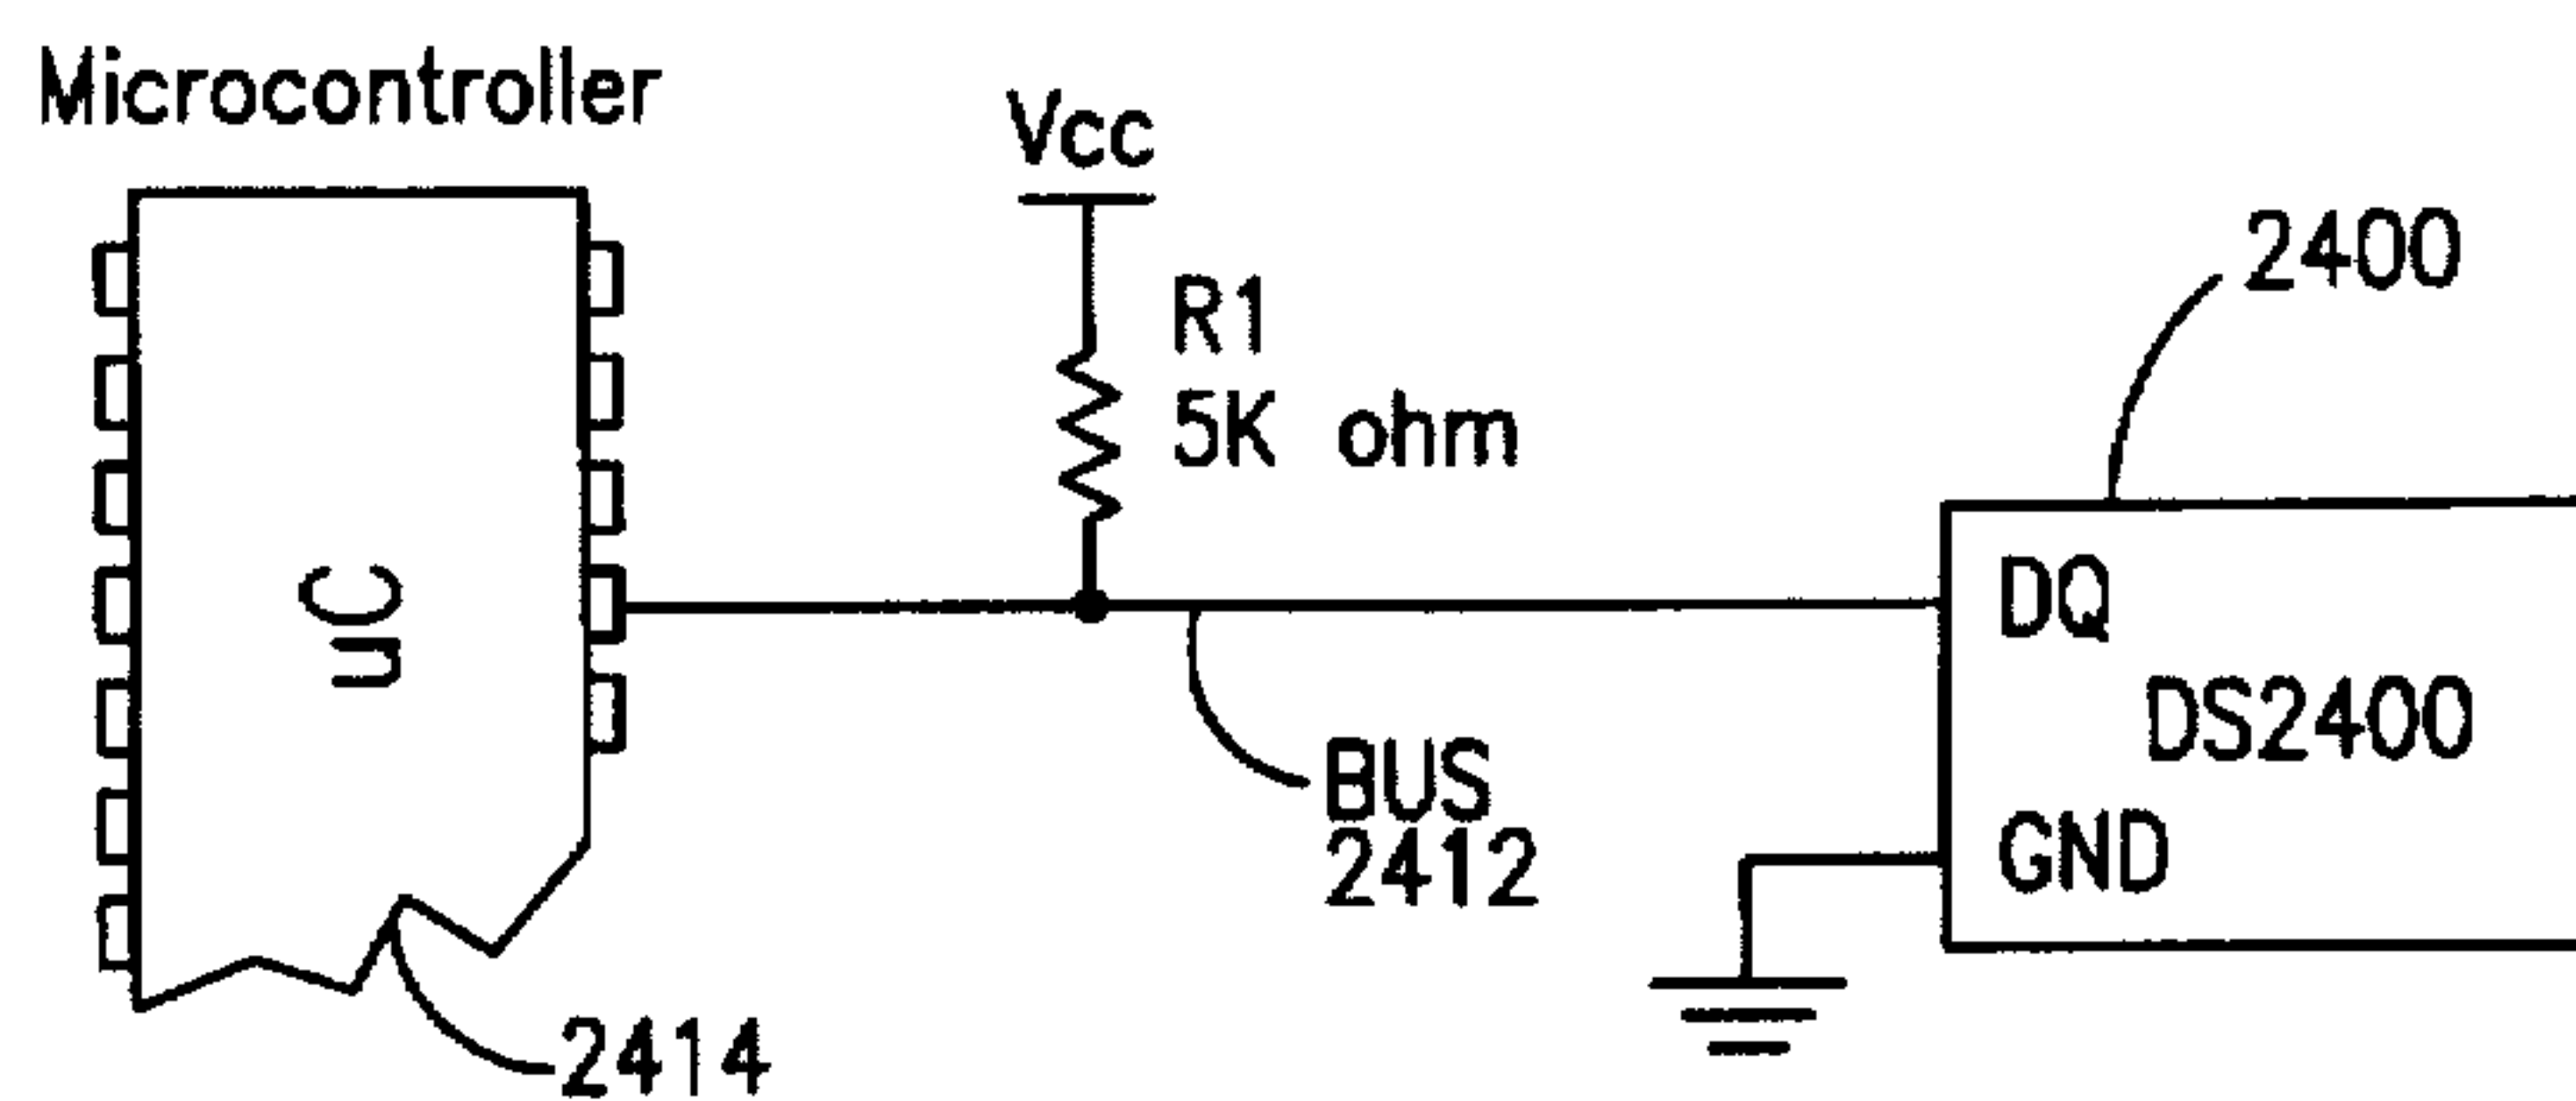 Microcontroller
Vcc
2400
R1
5K ohm
uC
DQ
DS2400
BUS
2412
GND
2414